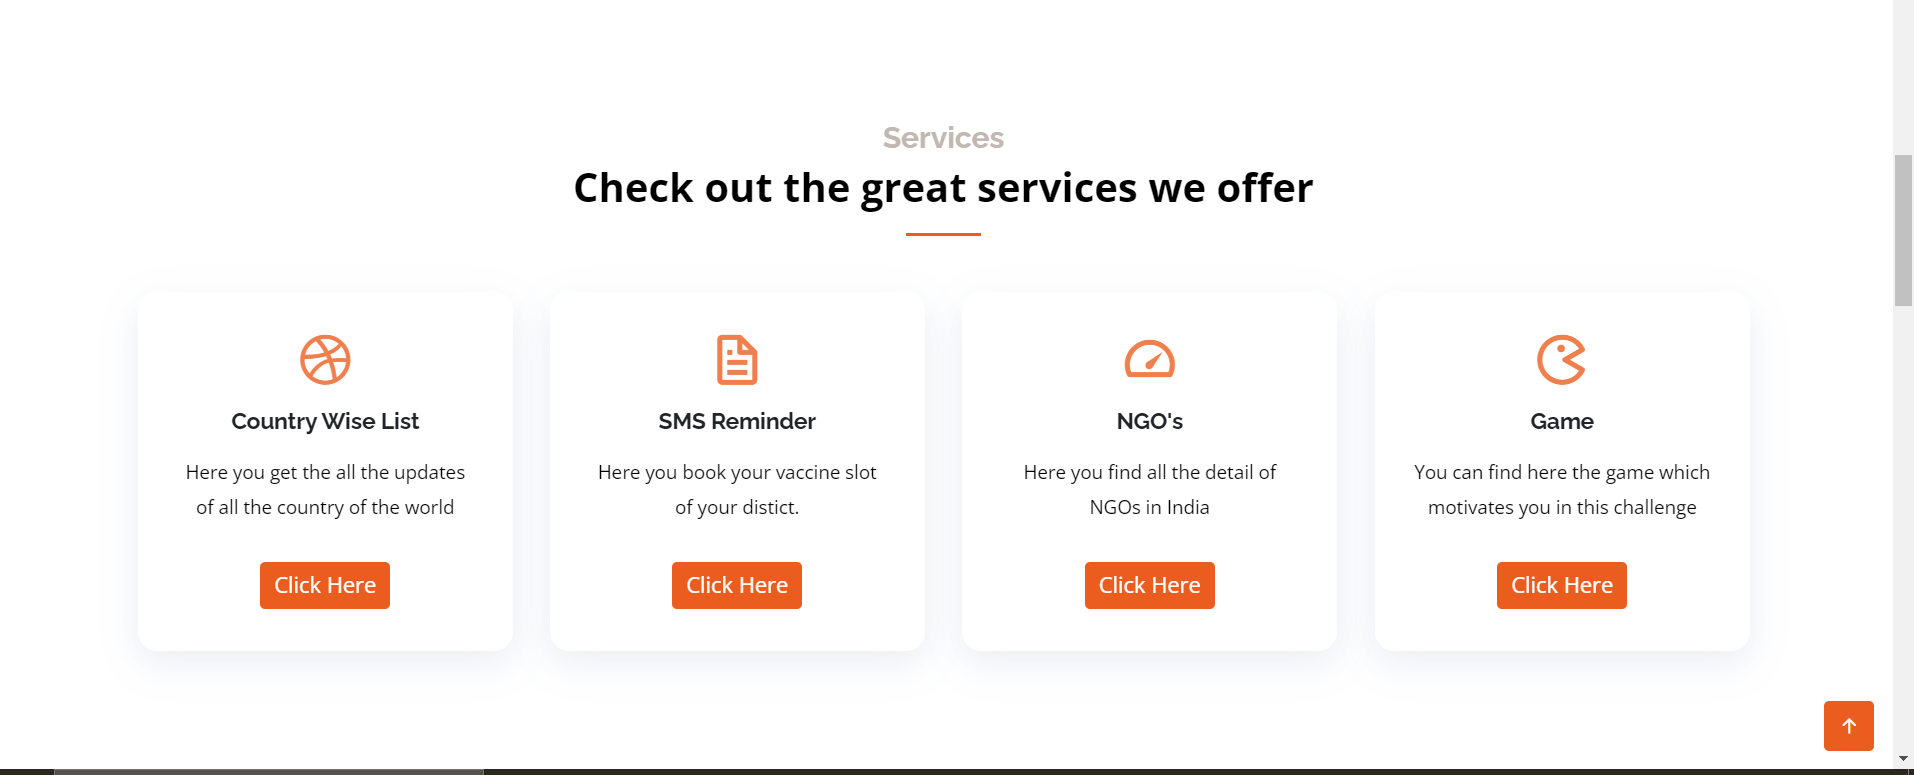 Services
Check out the great services we offer
Country Wise List
Here you get the all the updates
of all the country of the world
Click Here
SMS Reminder
Here you book your vaccine slot
of your distict.
Click Here
NGO's
Here you find all the detail of
NGOs in India
Click Here
Game
You can find here the game which
motivates you in this challenge
Click Here